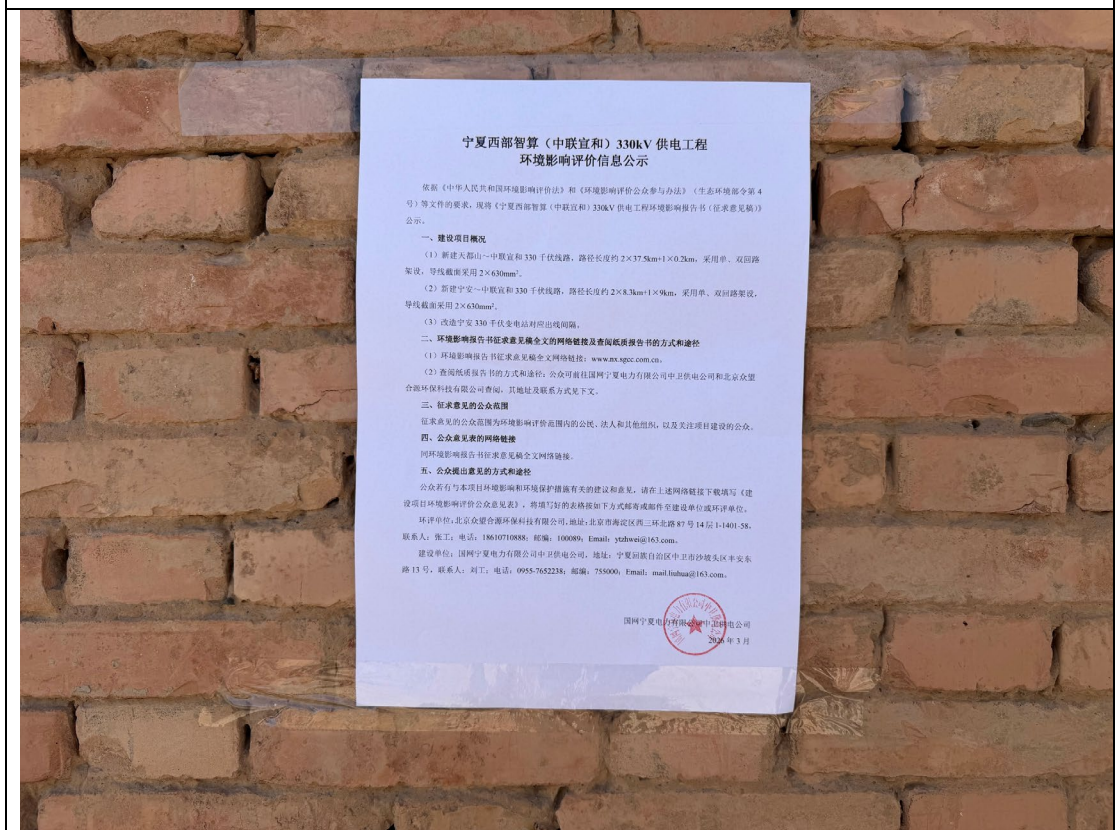 宁夏西部智算（中联宣和）330kV 供电工程
环境影响评价信息公示
依据《中华人民共和国环境影响评价法》和《环境影响评价公众参与办法》（生态环境部令第 4
号）等文件的要求，现将《宁夏西部智算（中联宣和）330kV 供电工程环境影响报告书（征求意见稿）》
公示。
一、建设项目概况
（1）新建天都山～中联宣和 330 千伏线路，路径长度约 2×37.5km+1×0.2km，采用单、双回路
架设，导线截面采用 2×630mm²。
（2）新建宁安～中联宣和 330 千伏线路，路径长度约 2×8.3km+1×9km，采用单、双回路架设，
导线截面采用 2×630mm²。
（3）改造宁安 330 千伏变电站对应出线间隔。
二、环境影响报告书征求意见稿全文的网络链接及查阅纸质报告书的方式和途径
（1）环境影响报告书征求意见稿全文网络链接：www.nx.sgcc.com.cn。
（2）查阅纸质报告书的方式和途径：公众可前往国网宁夏电力有限公司中卫供电公司和北京众望
合源环保科技有限公司查阅，其地址及联系方式见下文。
三、征求意见的公众范围
征求意见的公众范围为环境影响评价范围内的公民、法人和其他组织，以及关注项目建设的公众。
四、公众意见表的网络链接
同环境影响报告书征求意见稿全文网络链接。
五、公众提出意见的方式和途径
公众若有与本项目环境影响和环境保护措施有关的建议和意见，请在上述网络链接下载填写《建
设项目环境影响评价公众意见表》，将填写好的表格按如下方式邮寄或邮件至建设单位或环评单位。
环评单位：北京众望合源环保科技有限公司，地址：北京市海淀区西三环北路 87 号 14 层 1-1401-58，
联系人：张工；电话：18610710888；邮编：100089；Email：ytzhwei@163.com。
建设单位：国网宁夏电力有限公司中卫供电公司，地址：宁夏回族自治区中卫市沙坡头区丰安东
路 13 号，联系人：刘工；电话：0955-7652238；邮编：755000；Email：mail.liuhua@163.com。
国网宁夏电力有限公司中卫供电公司
2026 年 3 月